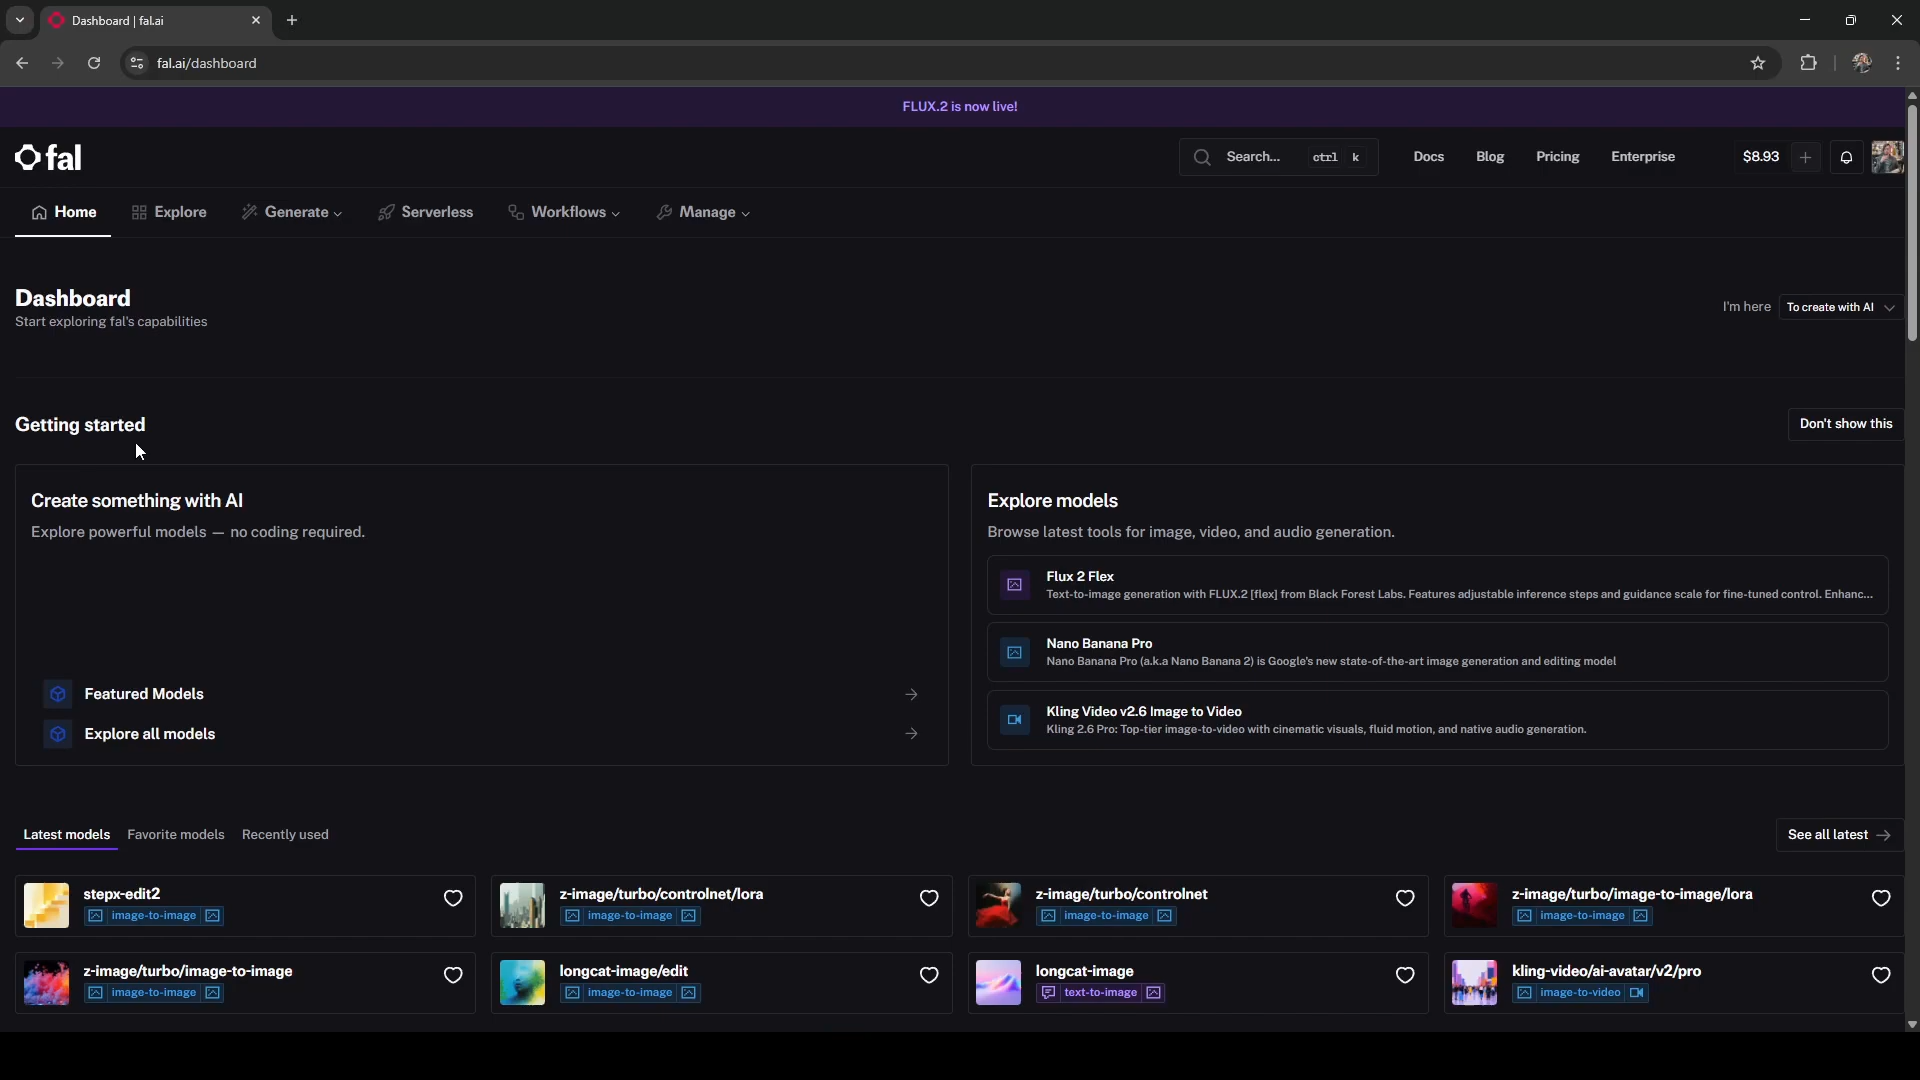 Dashboard | fal.ai
fal.ai/dashboard
FLUX.2 is now live!
fal
Search... ctrl k
Docs
Blog
Pricing
Enterprise
$8.93
Home
Explore
Generate
Serverless
Workflows
Manage
Dashboard
Start exploring fal's capabilities
I'm here
To create with AI
Getting started
Don't show this
Create something with AI
Explore powerful models — no coding required.
Featured Models
Explore all models
Explore models
Browse latest tools for image, video, and audio generation.
Flux 2 Flex
Text-to-image generation with FLUX.2 [flex] from Black Forest Labs. Features adjustable inference steps and guidance scale for fine-tuned control. Enhanc...
Nano Banana Pro
Nano Banana Pro (a.k.a Nano Banana 2) is Google's new state-of-the-art image generation and editing model
Kling Video v2.6 Image to Video
Kling 2.6 Pro: Top-tier image-to-video with cinematic visuals, fluid motion, and native audio generation.
Latest models
Favorite models
Recently used
See all latest
stepx-edit2
image-to-image
z-image/turbo/controlnet/lora
image-to-image
z-image/turbo/controlnet
image-to-image
z-image/turbo/image-to-image/lora
image-to-image
z-image/turbo/image-to-image
image-to-image
longcat-image/edit
image-to-image
longcat-image
text-to-image
kling-video/ai-avatar/v2/pro
image-to-video